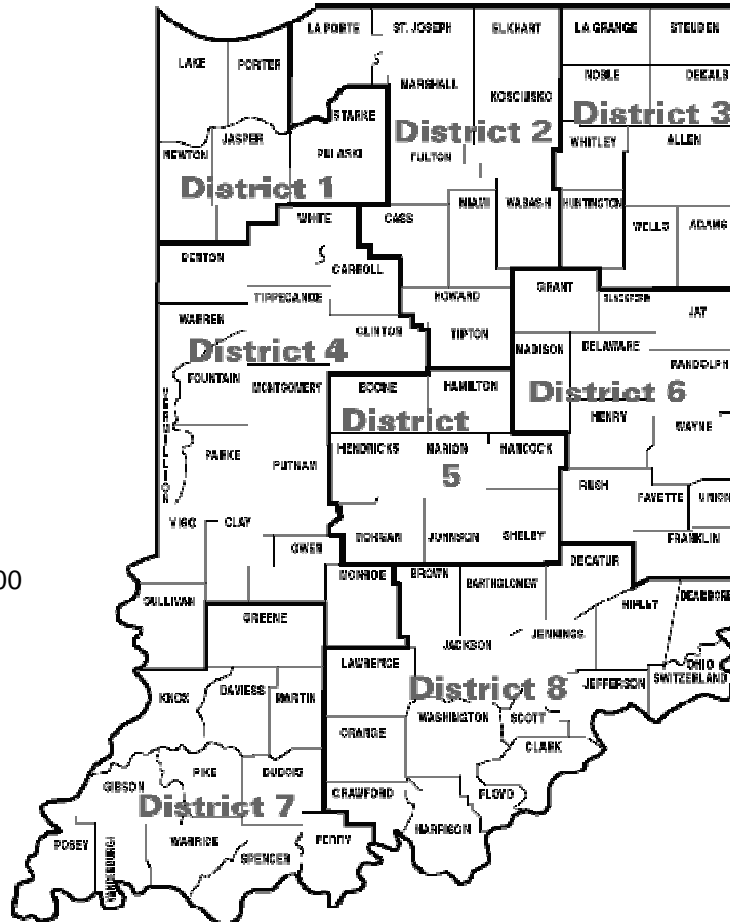 LA PORTE ST. JOSEPH ELKHART LA GRANGE STEUBEN
LAKE PORTER NOBLE DEKALB
MARSHALL KOSCIUSKO
STARKE District 2 District 3
JASPER WHITLEY ALLEN
NEWTON PULASKI FULTON
District 1
MIAMI WABASH HUNTINGTON
WHITE CASS WELLS ADAMS
BENTON CARROLL
TIPPECANOE HOWARD GRANT BLACKFORD JAY
WARREN CLINTON TIPTON
District 4 MADISON DELAWARE
RANDOLPH
FOUNTAIN MONTGOMERY BOONE HAMILTON District 6
VERMILLION District HENRY WAYNE
PARKE PUTNAM HENDRICKS MARION HANCOCK
5 RUSH FAYETTE UNION
VIGO CLAY MORGAN JOHNSON SHELBY
OWEN FRANKLIN
00 MONROE BROWN BARTHOLOMEW DECATUR
SULLIVAN RIPLEY DEARBORN
GREENE JENNINGS
JACKSON
LAWRENCE OHIO
KNOX DAVIESS MARTIN District 8 JEFFERSON SWITZERLAND
WASHINGTON SCOTT
ORANGE CLARK
PIKE DUBOIS
GIBSON CRAWFORD FLOYD
District 7
HARRISON
POSEY WARRICK PERRY
VANDERBURGH SPENCER